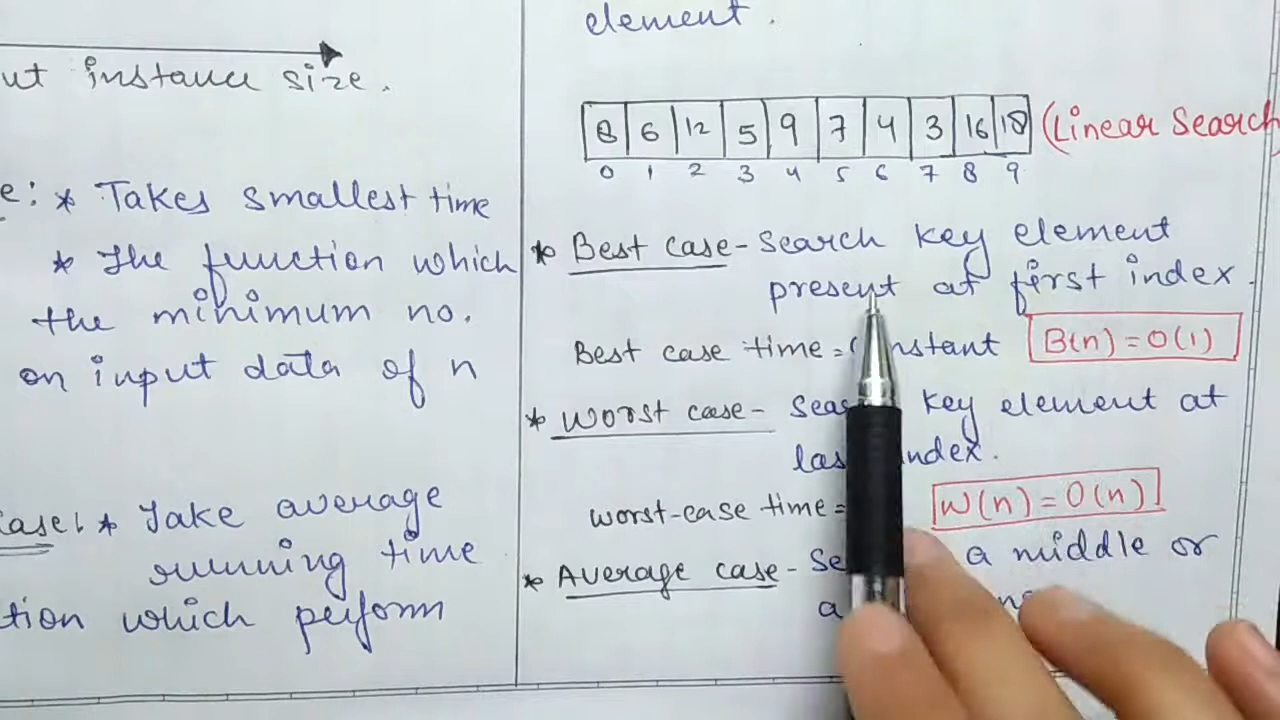 ut instance size.
e: * Takes smallest time
* The function which
the minimum no.
on input data of n
case: * Take average
running time
tion which perform
element.
8 6 12 5 9 7 4 3 16 18 (Linear Search
0 1 2 3 4 5 6 7 8 9
* Best case - Search key element
present at first index.
Best case time = nstant B(n) = O(1)
* Worst case - key element at
ndex.
worst-case time = W(n) = O(n)
* Average case - a middle or